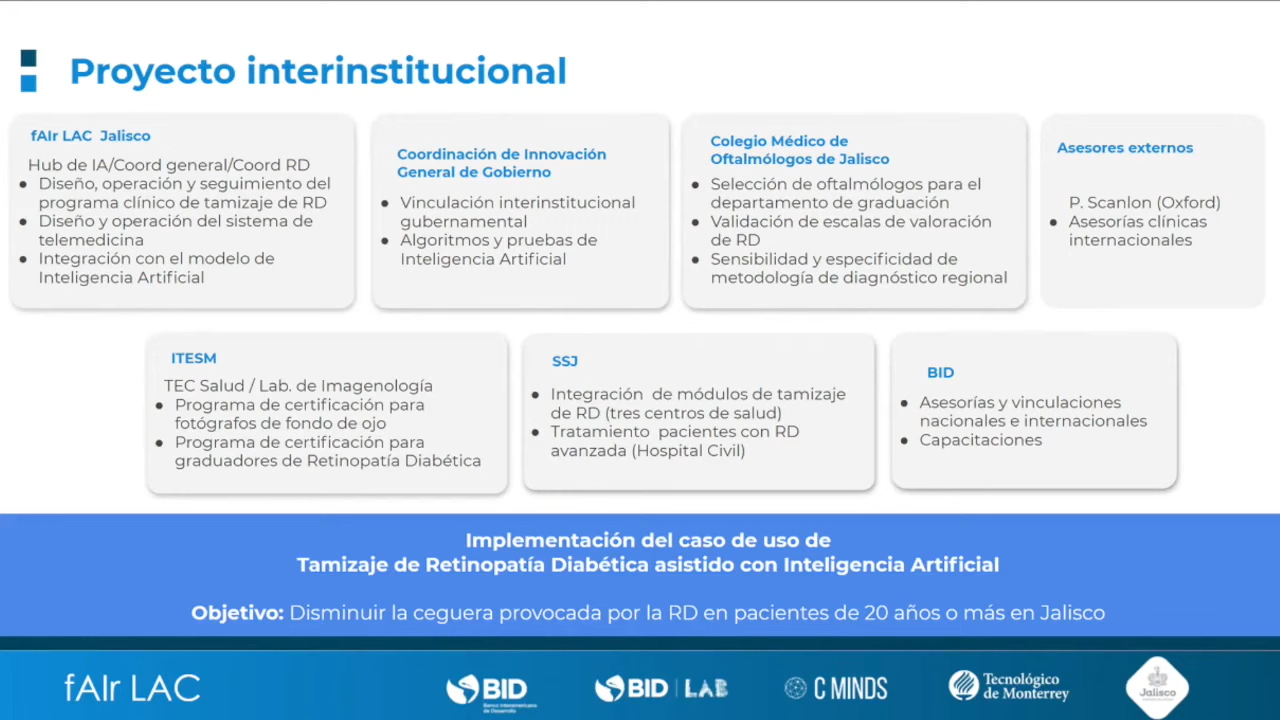 Proyecto interinstitucional
fAIr LAC Jalisco
Hub de IA/Coord general/Coord RD
● Diseño, operación y seguimiento del
programa clínico de tamizaje de RD
● Diseño y operación del sistema de
telemedicina
● Integración con el modelo de
Inteligencia Artificial
Coordinación de Innovación
General de Gobierno
● Vinculación interinstitucional
gubernamental
● Algoritmos y pruebas de
Inteligencia Artificial
Colegio Médico de
Oftalmólogos de Jalisco
● Selección de oftalmólogos para el
departamento de graduación
● Validación de escalas de valoración
de RD
● Sensibilidad y especificidad de
metodología de diagnóstico regional
Asesores externos
P. Scanlon (Oxford)
● Asesorías clínicas
internacionales
ITESM
TEC Salud / Lab. de Imagenología
● Programa de certificación para
fotógrafos de fondo de ojo
● Programa de certificación para
graduadores de Retinopatía Diabética
SSJ
● Integración de módulos de tamizaje
de RD (tres centros de salud)
● Tratamiento pacientes con RD
avanzada (Hospital Civil)
BID
● Asesorías y vinculaciones
nacionales e internacionales
● Capacitaciones
Implementación del caso de uso de
Tamizaje de Retinopatía Diabética asistido con Inteligencia Artificial
Objetivo: Disminuir la ceguera provocada por la RD en pacientes de 20 años o más en Jalisco
fAIr LAC
BID
Banco Interamericano
de Desarrollo
BID | LAB
C MINDS
Tecnológico
de Monterrey
Jalisco